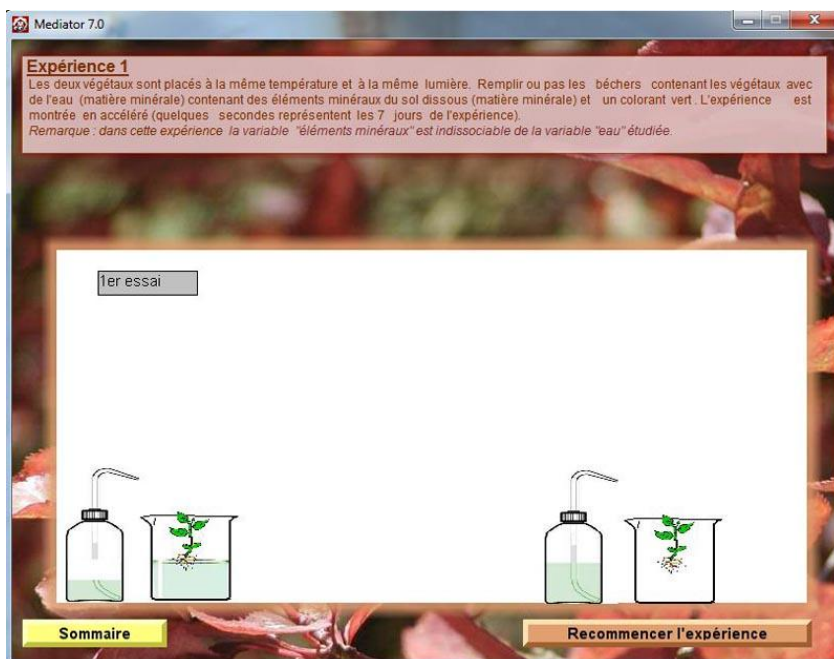 Mediator 7.0
Expérience 1
Les deux végétaux sont placés à la même température et à la même lumière. Remplir ou pas les béchers contenant les végétaux avec
de l'eau (matière minérale) contenant des éléments minéraux du sol dissous (matière minérale) et un colorant vert. L'expérience est
montrée en accéléré (quelques secondes représentent les 7 jours de l'expérience).
Remarque : dans cette expérience la variable "éléments minéraux" est indissociable de la variable "eau" étudiée.
1er essai
Sommaire
Recommencer l'expérience